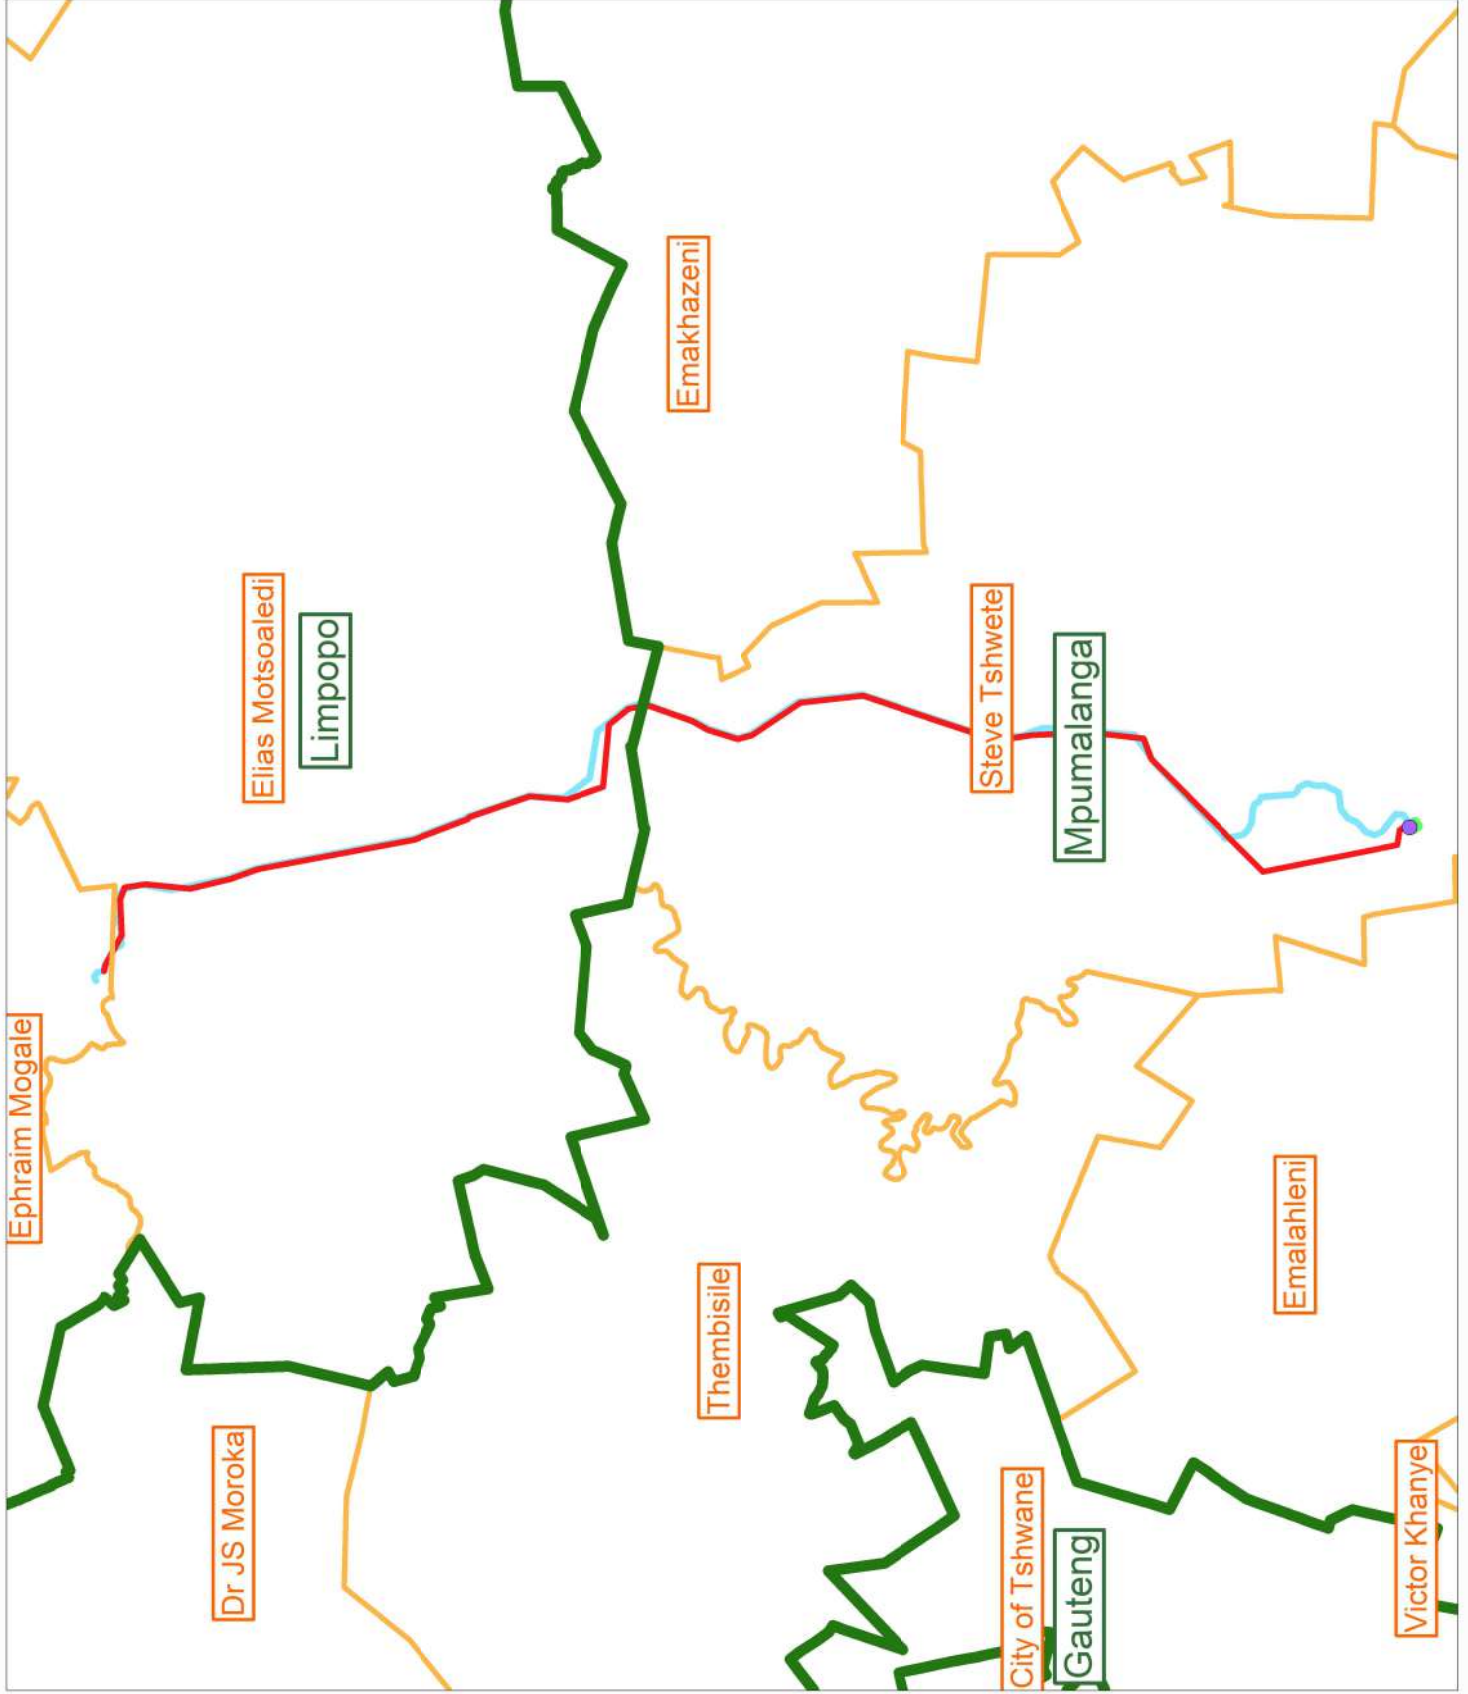 Ephraim Mogale
Elias Motsoaledi
Limpopo
Dr JS Moroka
Emakhazeni
Thembisile
Steve Tshwete
Mpumalanga
City of Tshwane
Gauteng
Emalahleni
Victor Khanye